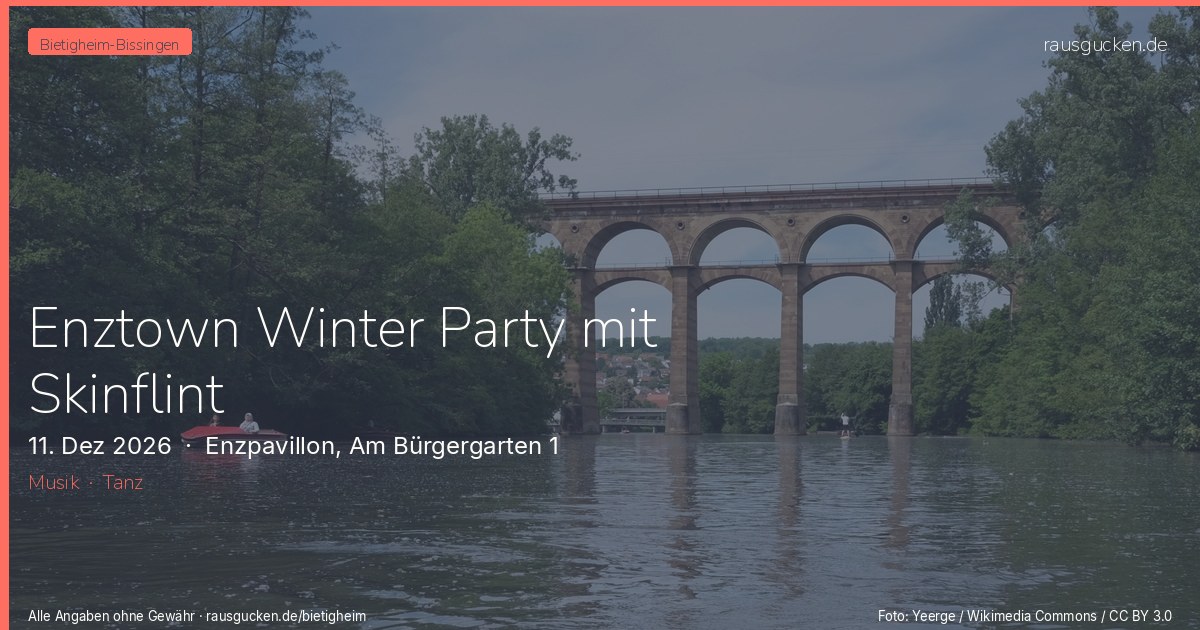 Bietigheim-Bissingen
rausgucken.de
Enztown Winter Party mit
Skinflint
11. Dez 2026 · Enzpavillon, Am Bürgergarten 1
Musik · Tanz
Alle Angaben ohne Gewähr · rausgucken.de/bietigheim
Foto: Yeerge / Wikimedia Commons / CC BY 3.0